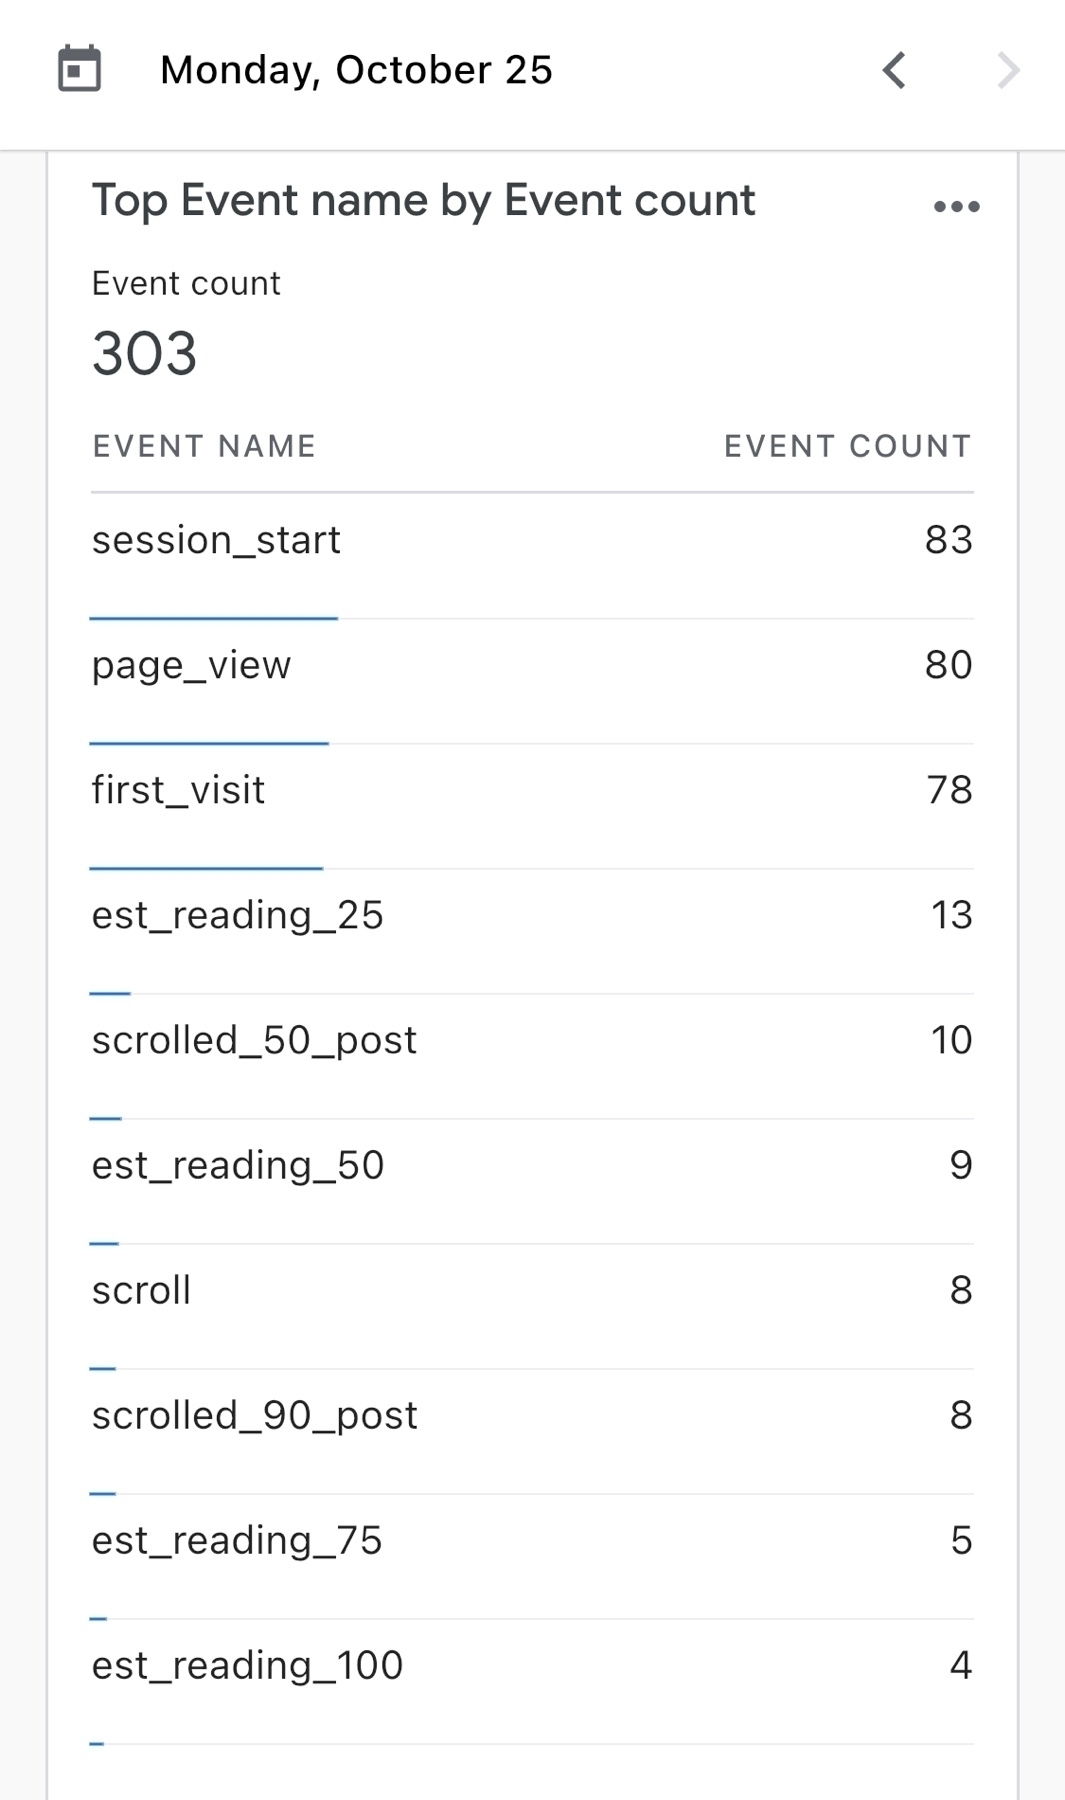 Monday, October 25
Top Event name by Event count
Event count
303
EVENT NAME EVENT COUNT
session_start 83
page_view 80
first_visit 78
est_reading_25 13
scrolled_50_post 10
est_reading_50 9
scroll 8
scrolled_90_post 8
est_reading_75 5
est_reading_100 4